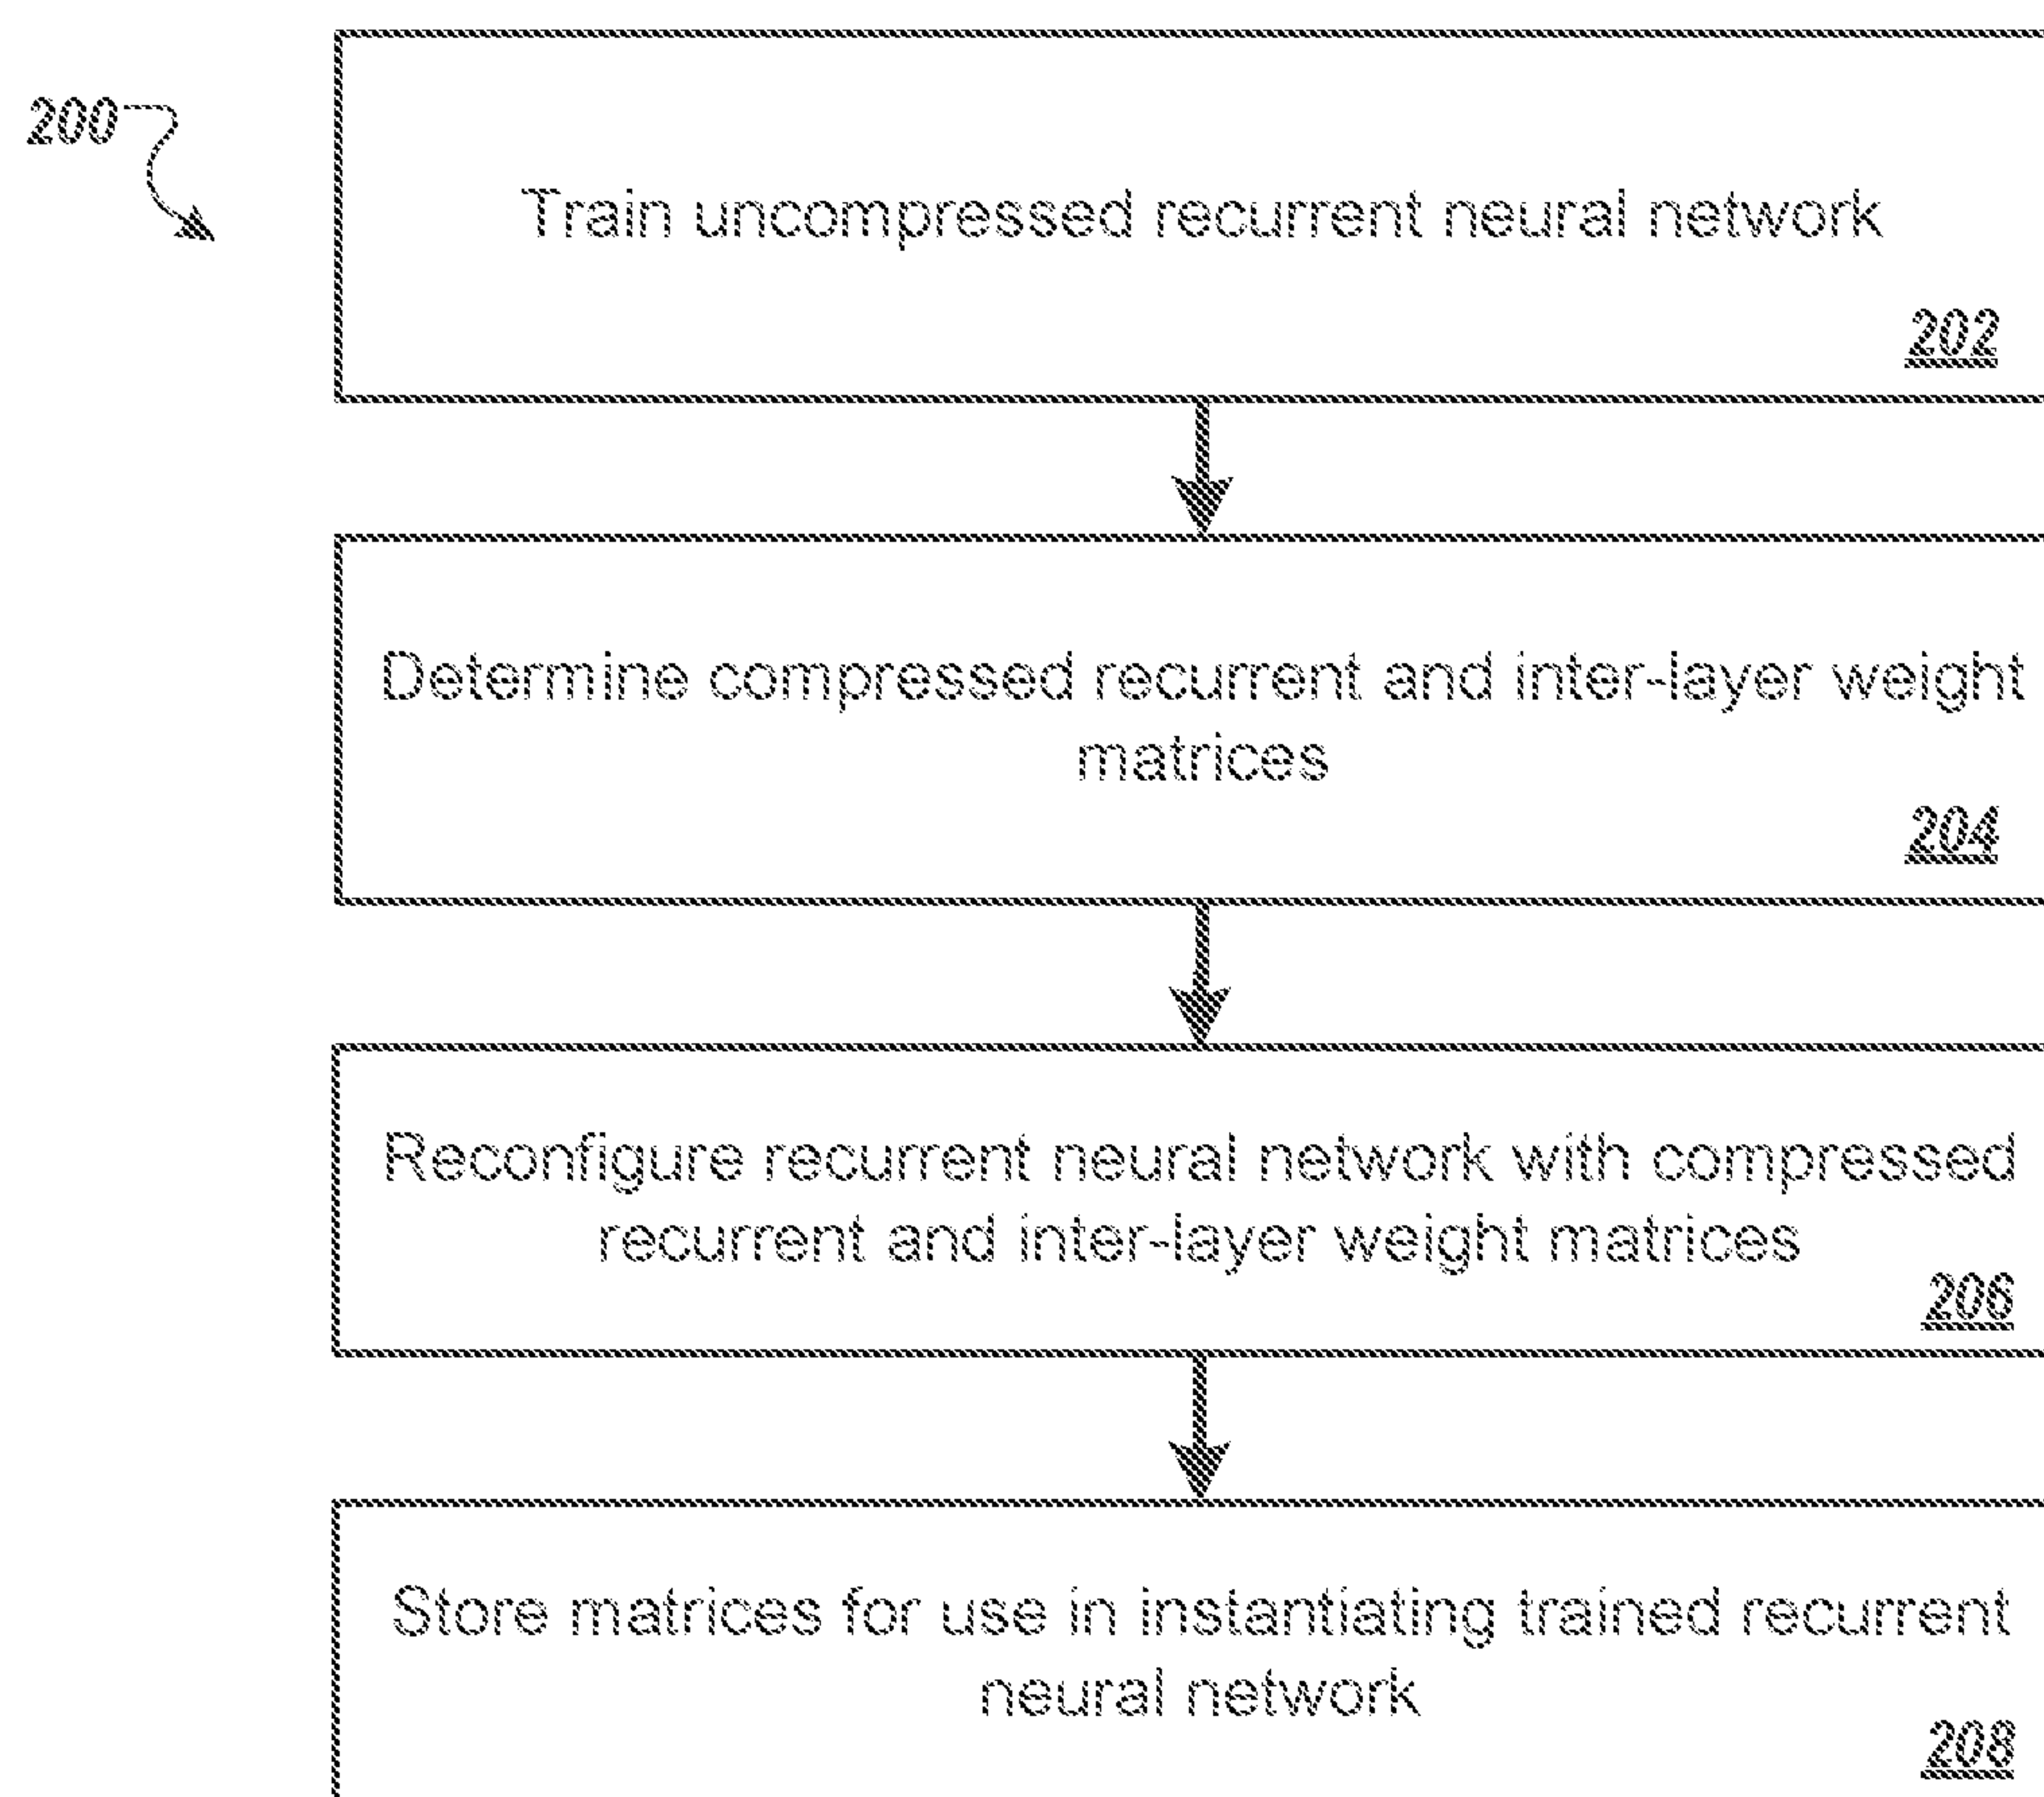 200
Train uncompressed recurrent neural network
202
Determine compressed recurrent and inter-layer weight
matrices
204
Reconfigure recurrent neural network with compressed
recurrent and inter-layer weight matrices
206
Store matrices for use in instantiating trained recurrent
neural network
208